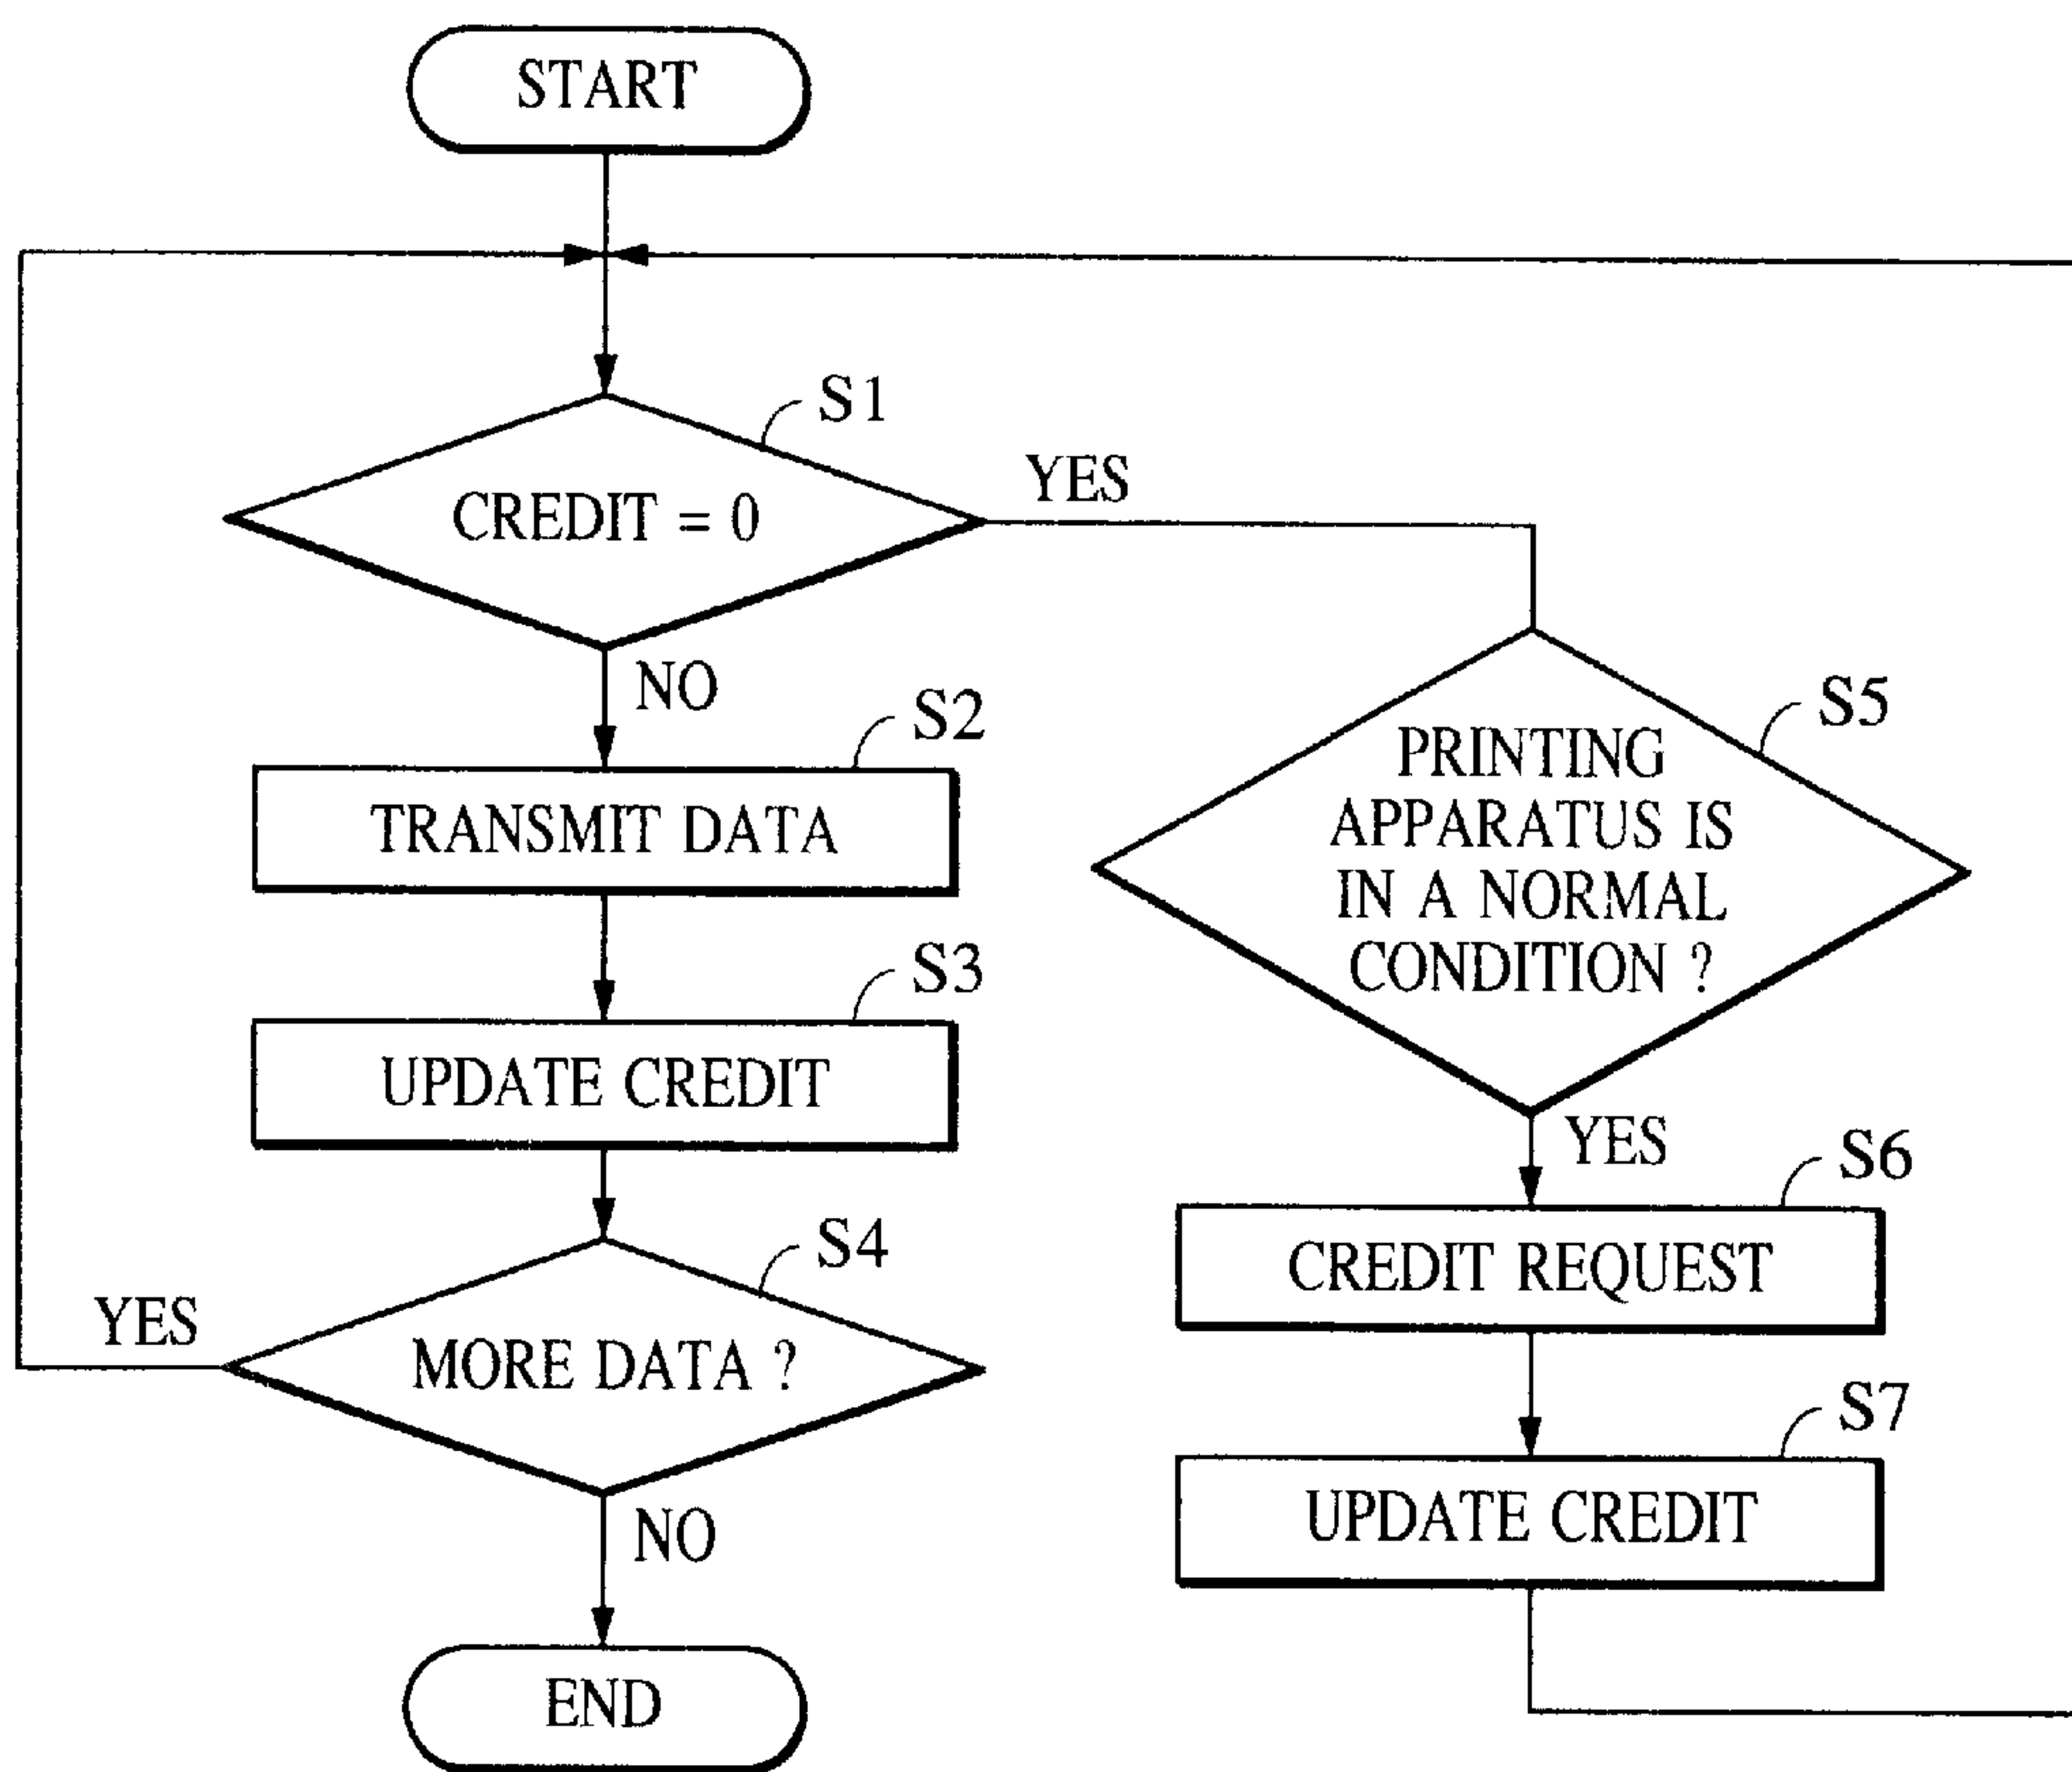 START
S1
CREDIT = 0
YES
NO
S2
TRANSMIT DATA
S3
UPDATE CREDIT
S4
YES
MORE DATA ?
NO
END
S5
PRINTING
APPARATUS IS
IN A NORMAL
CONDITION ?
YES
S6
CREDIT REQUEST
S7
UPDATE CREDIT